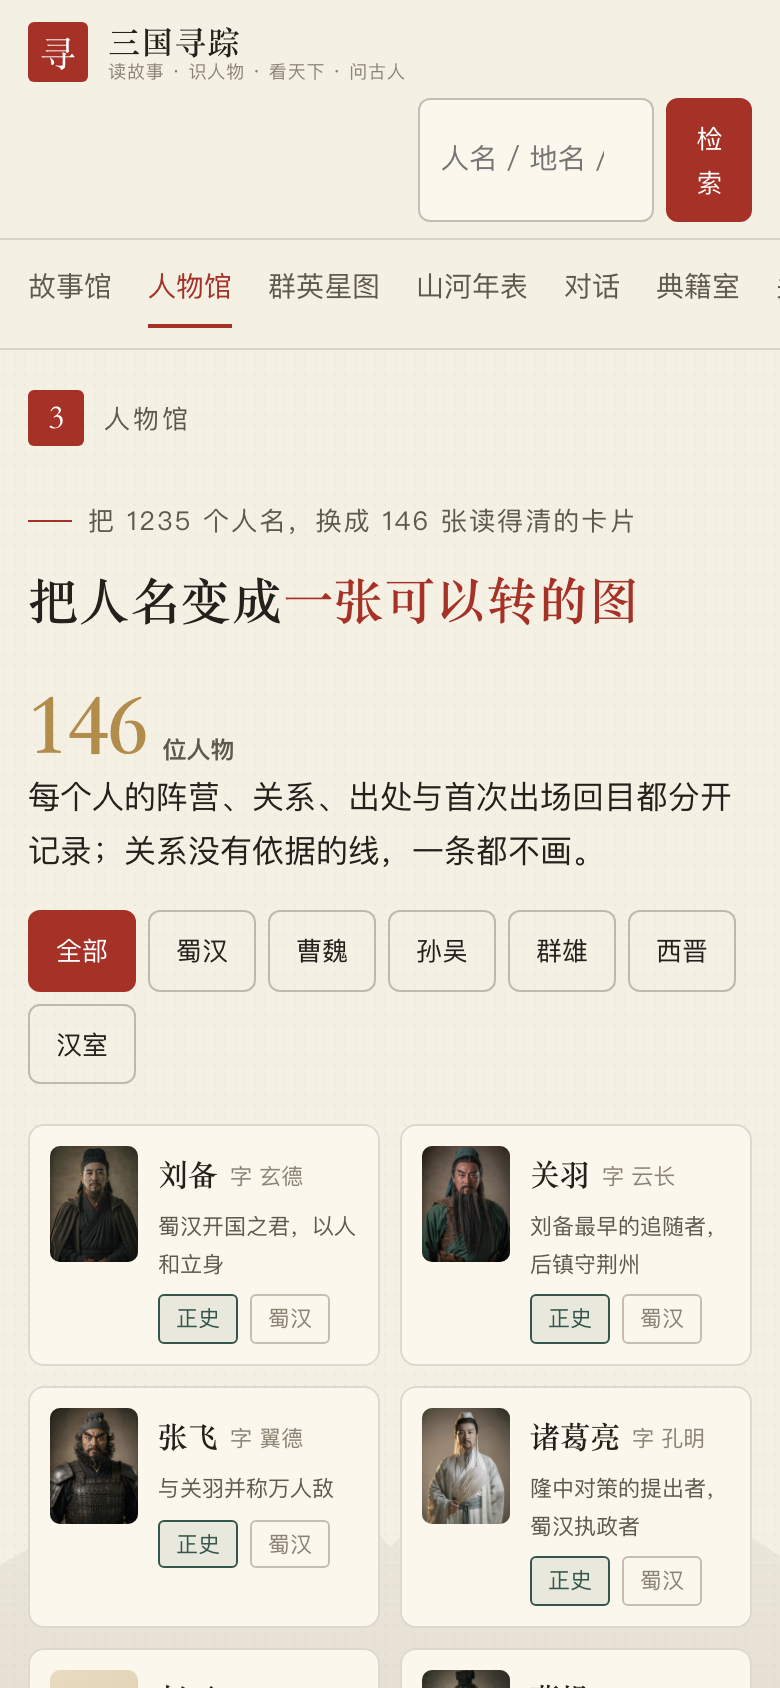 寻
三国寻踪
读故事 · 识人物 · 看天下 · 问古人
人名 / 地名 /
检
索
故事馆 人物馆 群英星图 山河年表 对话 典籍室
3 人物馆
把 1235 个人名，换成 146 张读得清的卡片
把人名变成一张可以转的图
146 位人物
每个人的阵营、关系、出处与首次出场回目都分开
记录；关系没有依据的线，一条都不画。
全部 蜀汉 曹魏 孙吴 群雄 西晋
汉室
刘备 字 玄德
蜀汉开国之君，以人
和立身
正史 蜀汉
关羽 字 云长
刘备最早的追随者，
后镇守荆州
正史 蜀汉
张飞 字 翼德
与关羽并称万人敌
正史 蜀汉
诸葛亮 字 孔明
隆中对策的提出者，
蜀汉执政者
正史 蜀汉